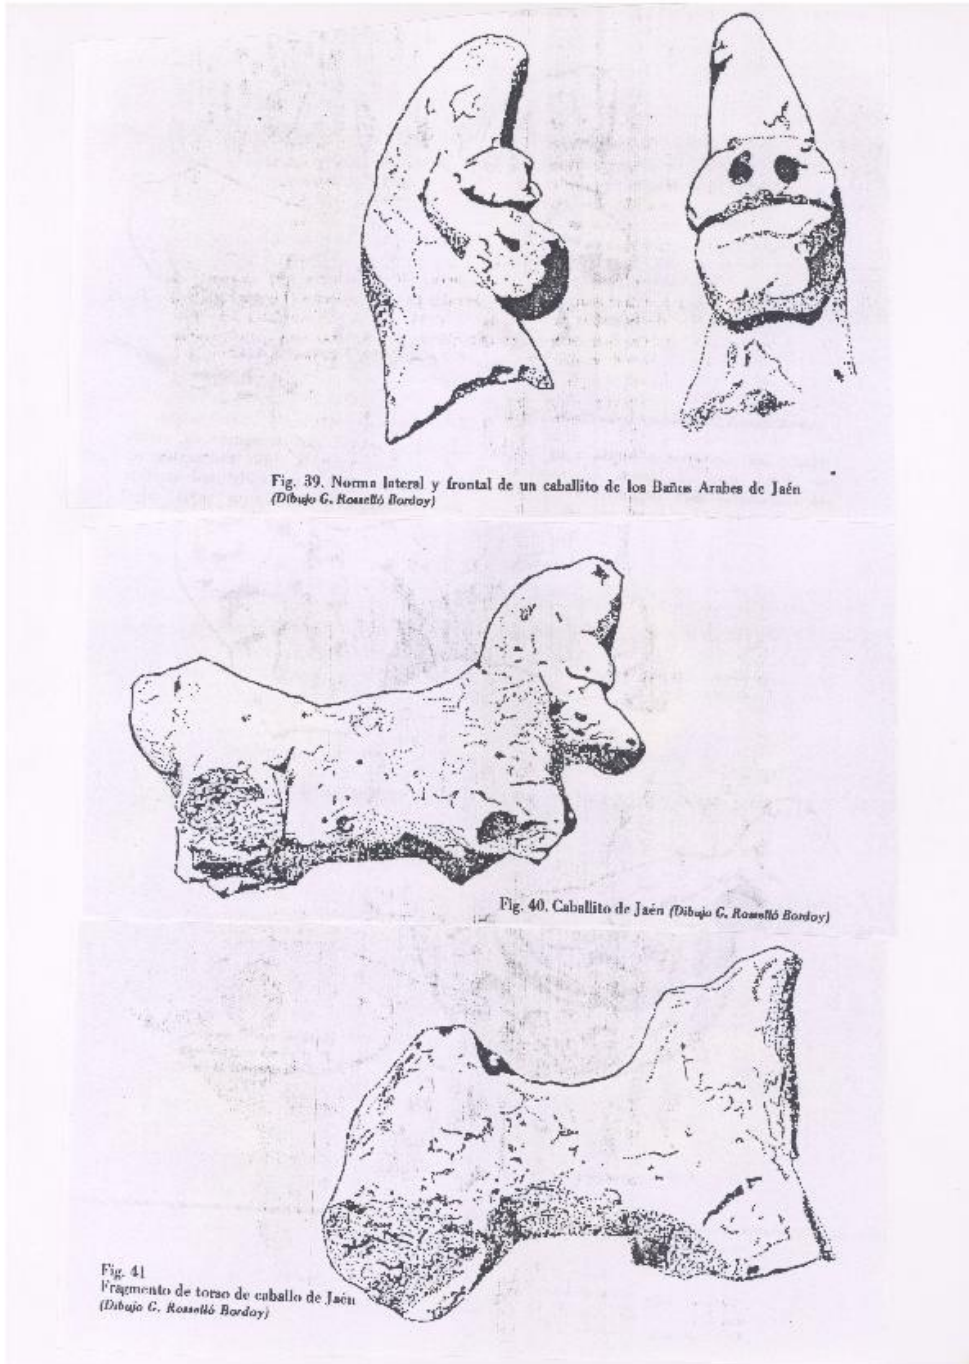 Fig. 39. Norma lateral y frontal de un caballito de los Baños Arabes de Jaén
(Dibujo G. Rosselló Bordoy)
Fig. 40. Caballito de Jaén (Dibujo G. Rosselló Bordoy)
Fig. 41
Fragmento de torso de caballo de Jaén
(Dibujo G. Rosselló Bordoy)